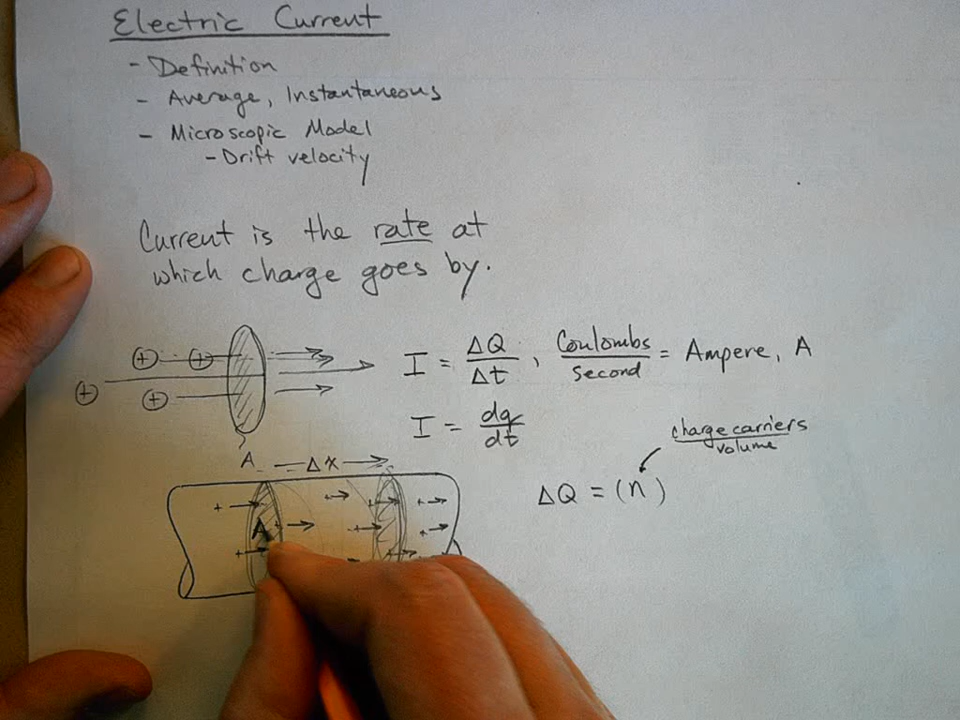 Electric Current
- Definition
- Average, Instantaneous
- Microscopic Model
- Drift velocity
Current is the rate at
which charge goes by.
I = ΔQ/Δt , Coulombs/second = Ampere, A
I = dq/dt
A
Δx
charge carriers/volume
ΔQ = (n)
A